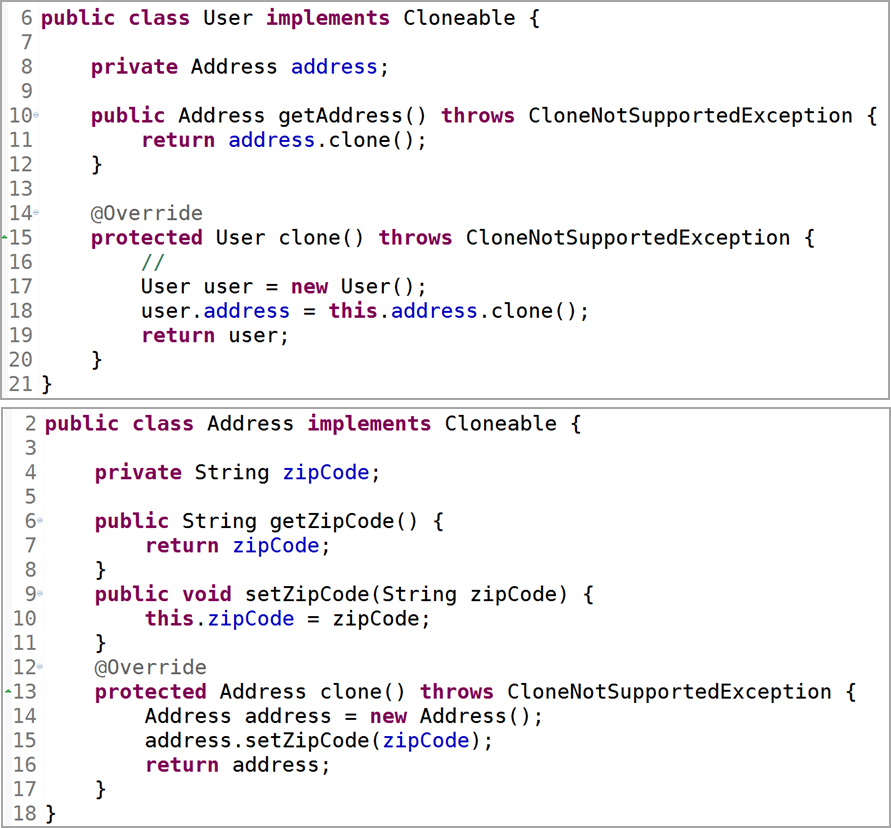 6 public class User implements Cloneable {
7
8     private Address address;
9
10     public Address getAddress() throws CloneNotSupportedException {
11         return address.clone();
12     }
13
14     @Override
15     protected User clone() throws CloneNotSupportedException {
16         //
17         User user = new User();
18         user.address = this.address.clone();
19         return user;
20     }
21 }
2 public class Address implements Cloneable {
3
4     private String zipCode;
5
6     public String getZipCode() {
7         return zipCode;
8     }
9     public void setZipCode(String zipCode) {
10         this.zipCode = zipCode;
11     }
12     @Override
13     protected Address clone() throws CloneNotSupportedException {
14         Address address = new Address();
15         address.setZipCode(zipCode);
16         return address;
17     }
18 }